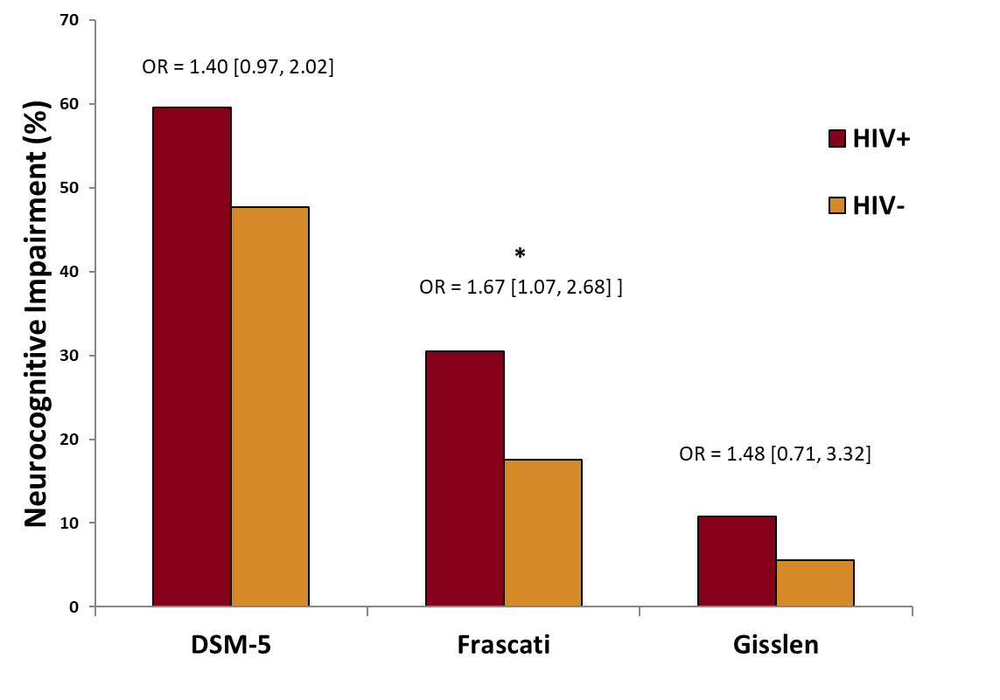 70
OR = 1.40 [0.97, 2.02]
60
HIV+
50
HIV-
*
40
OR = 1.67 [1.07, 2.68] ]
30
20
OR = 1.48 [0.71, 3.32]
10
0
Neurocognitive Impairment (%)
DSM-5 Frascati Gisslen